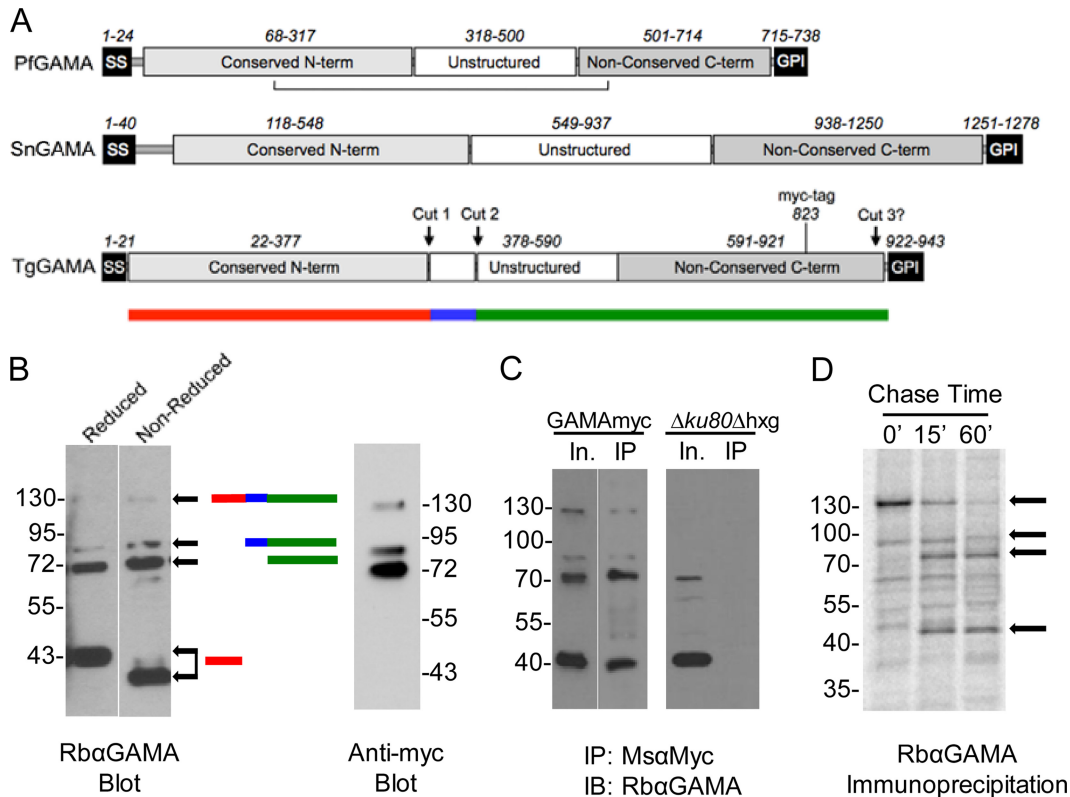 A
1-24 68-317 318-500 501-714 715-738
PfGAMA SS Conserved N-term Unstructured Non-Conserved C-term GPI
1-40 118-548 549-937 938-1250 1251-1278
SnGAMA SS Conserved N-term Unstructured Non-Conserved C-term GPI
myc-tag
Cut 1 Cut 2 823 Cut 3?
1-21 22-377 378-590 591-921 922-943
TgGAMA SS Conserved N-term Unstructured Non-Conserved C-term GPI
B
Reduced
Non-Reduced
130-
95-
72-
55-
43-
RbαGAMA
Blot
-130
-95
-72
-55
-43
Anti-myc
Blot
C
GAMAmyc Δku80Δhxg
In. IP In. IP
130-
100-
70-
55-
40-
IP: MsαMyc
IB: RbαGAMA
D
Chase Time
0’ 15’ 60’
130-
100-
70-
55-
40-
35-
RbαGAMA
Immunoprecipitation